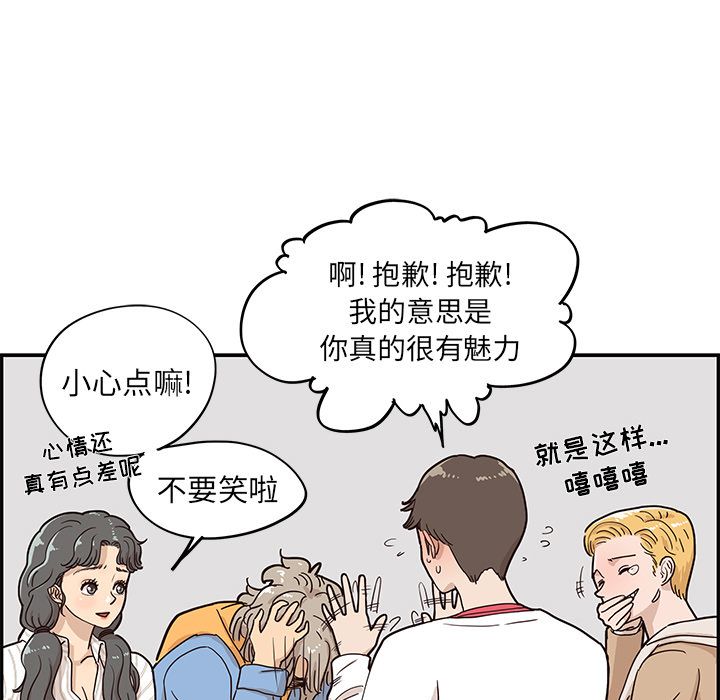 啊! 抱歉! 抱歉!
我的意思是
你真的很有魅力
小心点嘛!
心情还
真有点差呢
不要笑啦
就是这样...
嘻嘻嘻